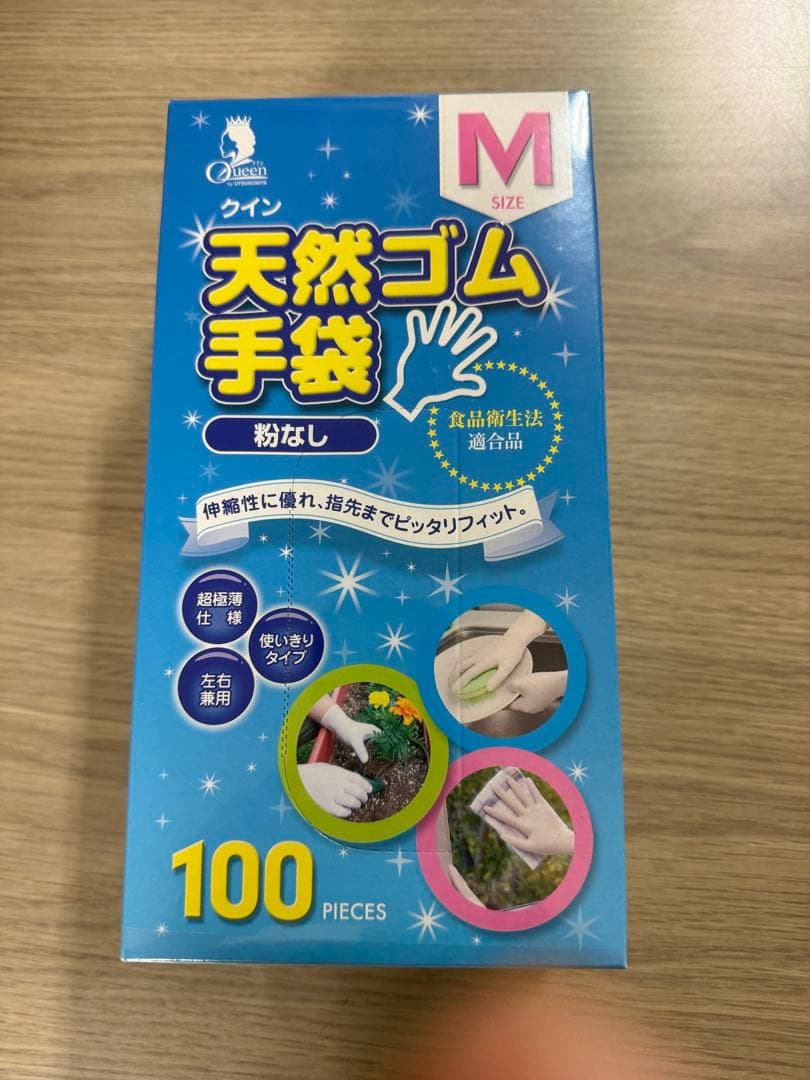 M
SIZE
クイン
Queen
by UTSUNOMIYA
クイン
天然ゴム
手袋
粉なし
食品衛生法
適合品
伸縮性に優れ、指先までピッタリフィット。
超極薄
仕様
使いきり
タイプ
左右
兼用
100 PIECES